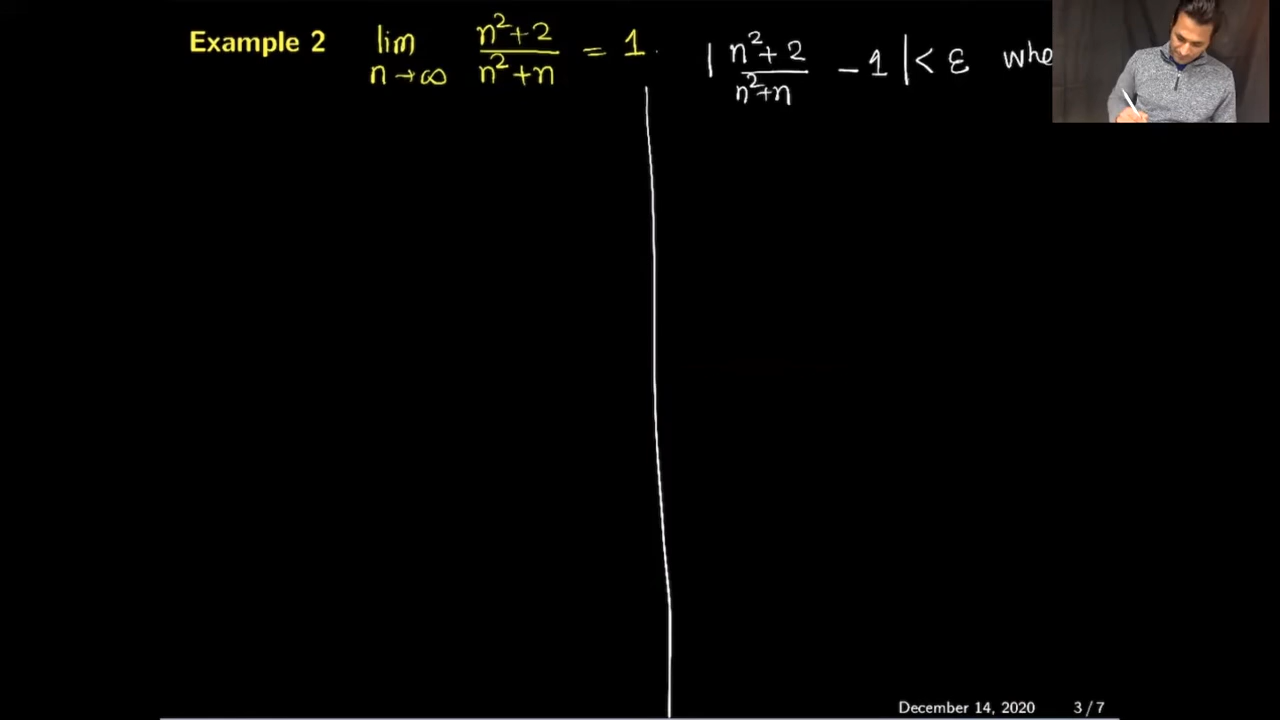 Example 2 lim n→∞ n²+2 / n²+n = 1.
| n²+2 / n²+n − 1 | < ε whe
December 14, 2020 3 / 7